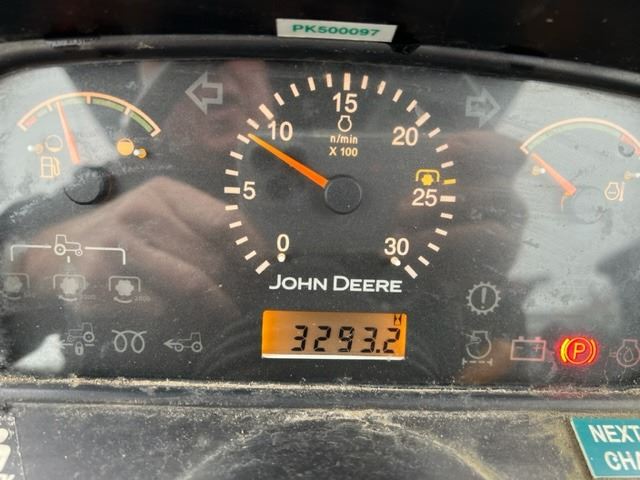 PK500097
15
10
20
n/min
X 100
5
25
0
30
JOHN DEERE
3293.2
P
NEXT
CHA